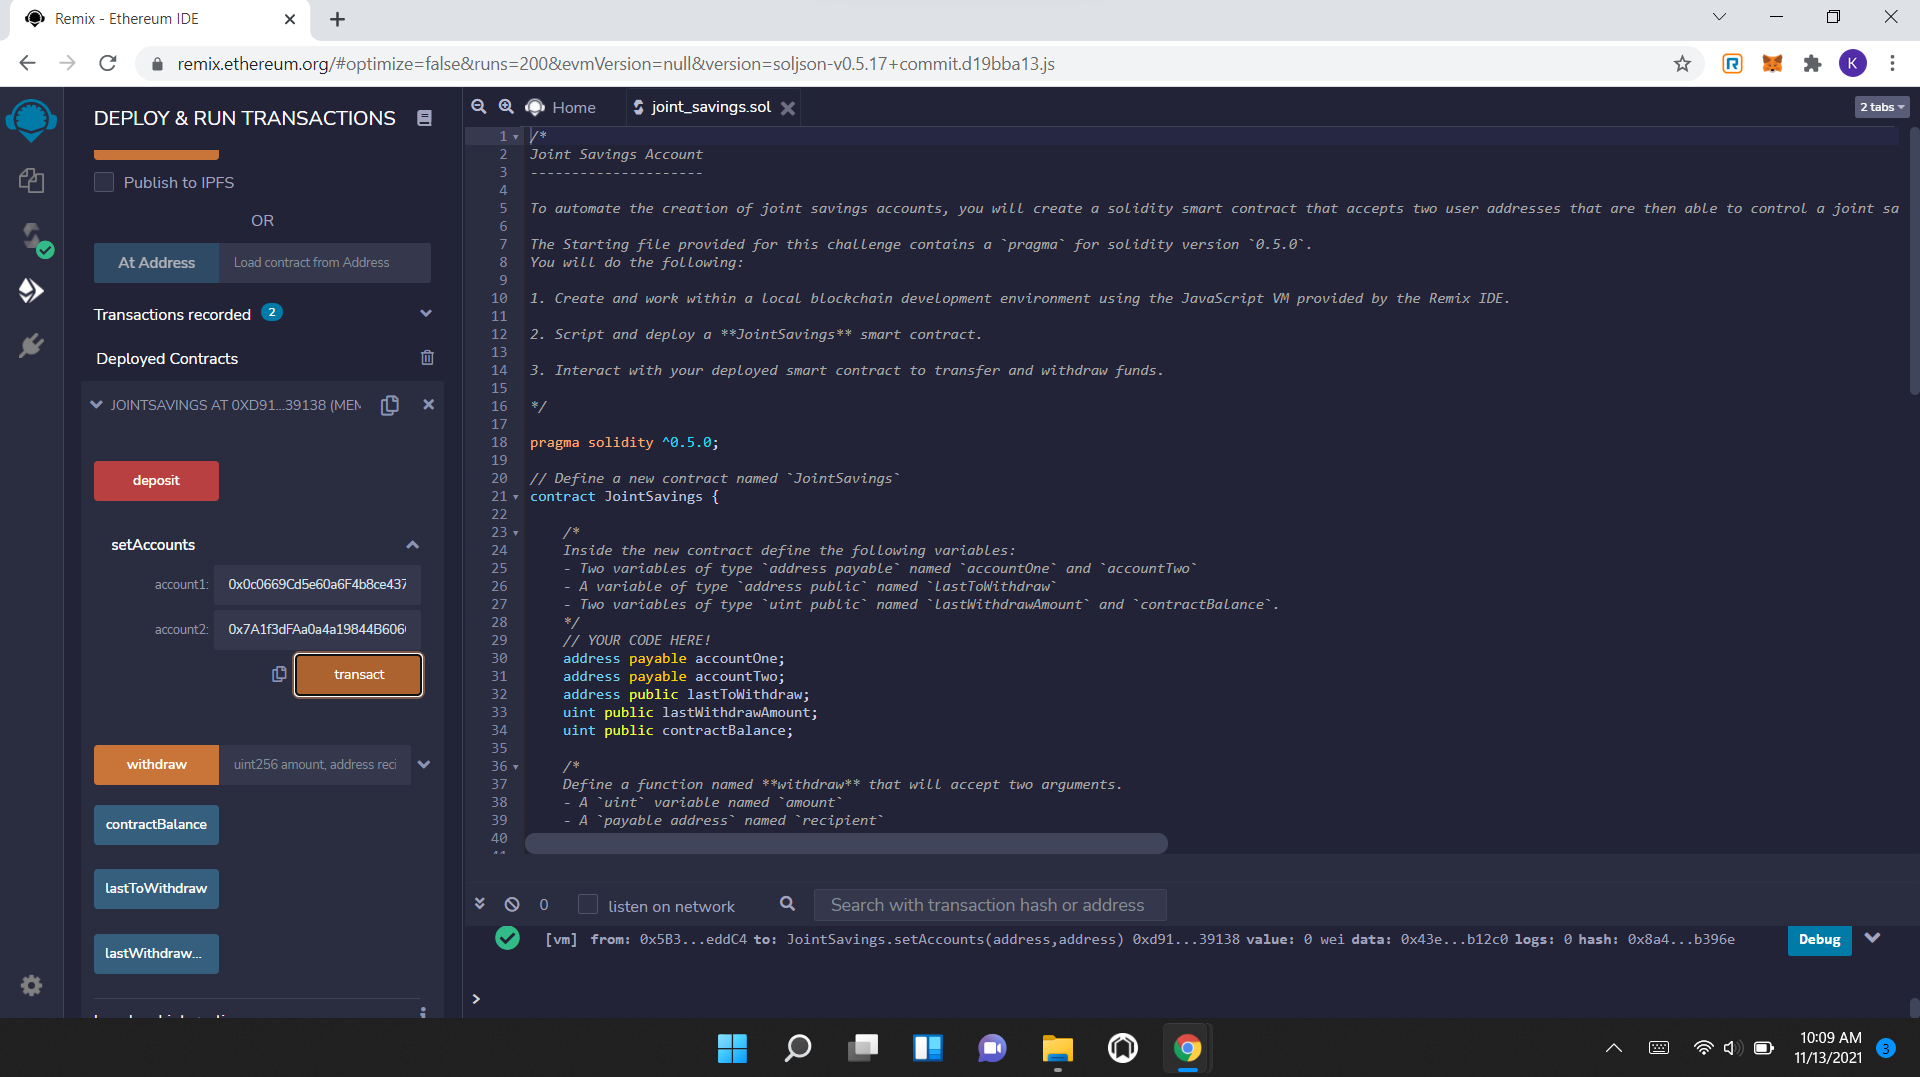 Remix - Ethereum IDE
remix.ethereum.org/#optimize=false&runs=200&evmVersion=null&version=soljson-v0.5.17+commit.d19bba13.js
K
DEPLOY & RUN TRANSACTIONS
Publish to IPFS
OR
At Address
Load contract from Address
Transactions recorded 2
Deployed Contracts
JOINTSAVINGS AT 0XD91...39138 (MEM
deposit
setAccounts
account1: 0x0c0669Cd5e60a6F4b8ce437
account2: 0x7A1f3dFAa0a4a19844B606
transact
withdraw
uint256 amount, address reci
contractBalance
lastToWithdraw
lastWithdraw...
Home
joint_savings.sol
2 tabs
1 /*
2 Joint Savings Account
3 ---------------------
4
5 To automate the creation of joint savings accounts, you will create a solidity smart contract that accepts two user addresses that are then able to control a joint sa
6
7 The Starting file provided for this challenge contains a `pragma` for solidity version `0.5.0`.
8 You will do the following:
9
10 1. Create and work within a local blockchain development environment using the JavaScript VM provided by the Remix IDE.
11
12 2. Script and deploy a **JointSavings** smart contract.
13
14 3. Interact with your deployed smart contract to transfer and withdraw funds.
15
16 */
17
18 pragma solidity ^0.5.0;
19
20 // Define a new contract named `JointSavings`
21 contract JointSavings {
22
23 /*
24 Inside the new contract define the following variables:
25 - Two variables of type `address payable` named `accountOne` and `accountTwo`
26 - A variable of type `address public` named `lastToWithdraw`
27 - Two variables of type `uint public` named `lastWithdrawAmount` and `contractBalance`.
28 */
29 // YOUR CODE HERE!
30 address payable accountOne;
31 address payable accountTwo;
32 address public lastToWithdraw;
33 uint public lastWithdrawAmount;
34 uint public contractBalance;
35
36 /*
37 Define a function named **withdraw** that will accept two arguments.
38 - A `uint` variable named `amount`
39 - A `payable address` named `recipient`
40
0
listen on network
Search with transaction hash or address
[vm] from: 0x5B3...eddC4 to: JointSavings.setAccounts(address,address) 0xd91...39138 value: 0 wei data: 0x43e...b12c0 logs: 0 hash: 0x8a4...b396e
Debug
>
10:09 AM
11/13/2021
3